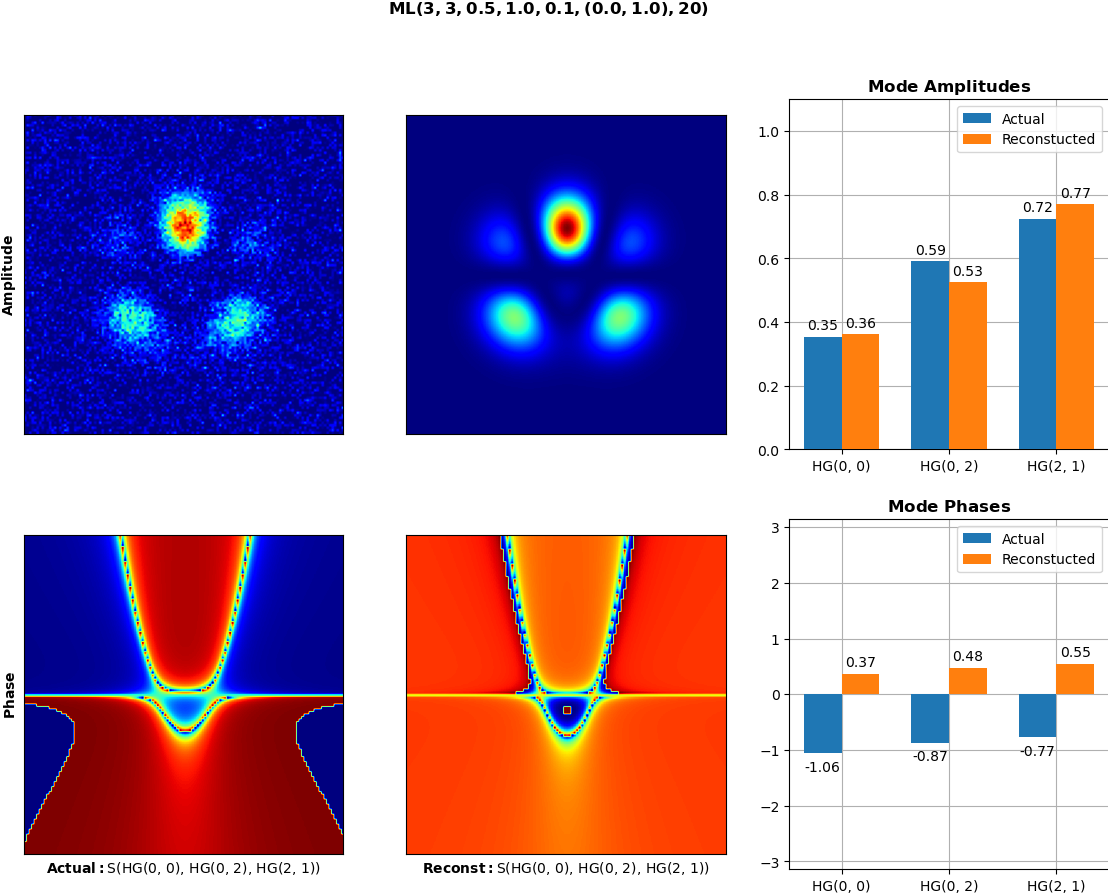 ML(3, 3, 0.5, 1.0, 0.1, (0.0, 1.0), 20)
Amplitude
Mode Amplitudes
Actual
Reconstucted
1.0
0.8
0.6
0.4
0.2
0.0
0.35
0.36
0.59
0.53
0.72
0.77
HG(0, 0)
HG(0, 2)
HG(2, 1)
Phase
Actual: S(HG(0, 0), HG(0, 2), HG(2, 1))
Reconst: S(HG(0, 0), HG(0, 2), HG(2, 1))
Mode Phases
Actual
Reconstucted
3
2
1
0
−1
−2
−3
0.37
0.48
0.55
-1.06
-0.87
-0.77
HG(0, 0)
HG(0, 2)
HG(2, 1)